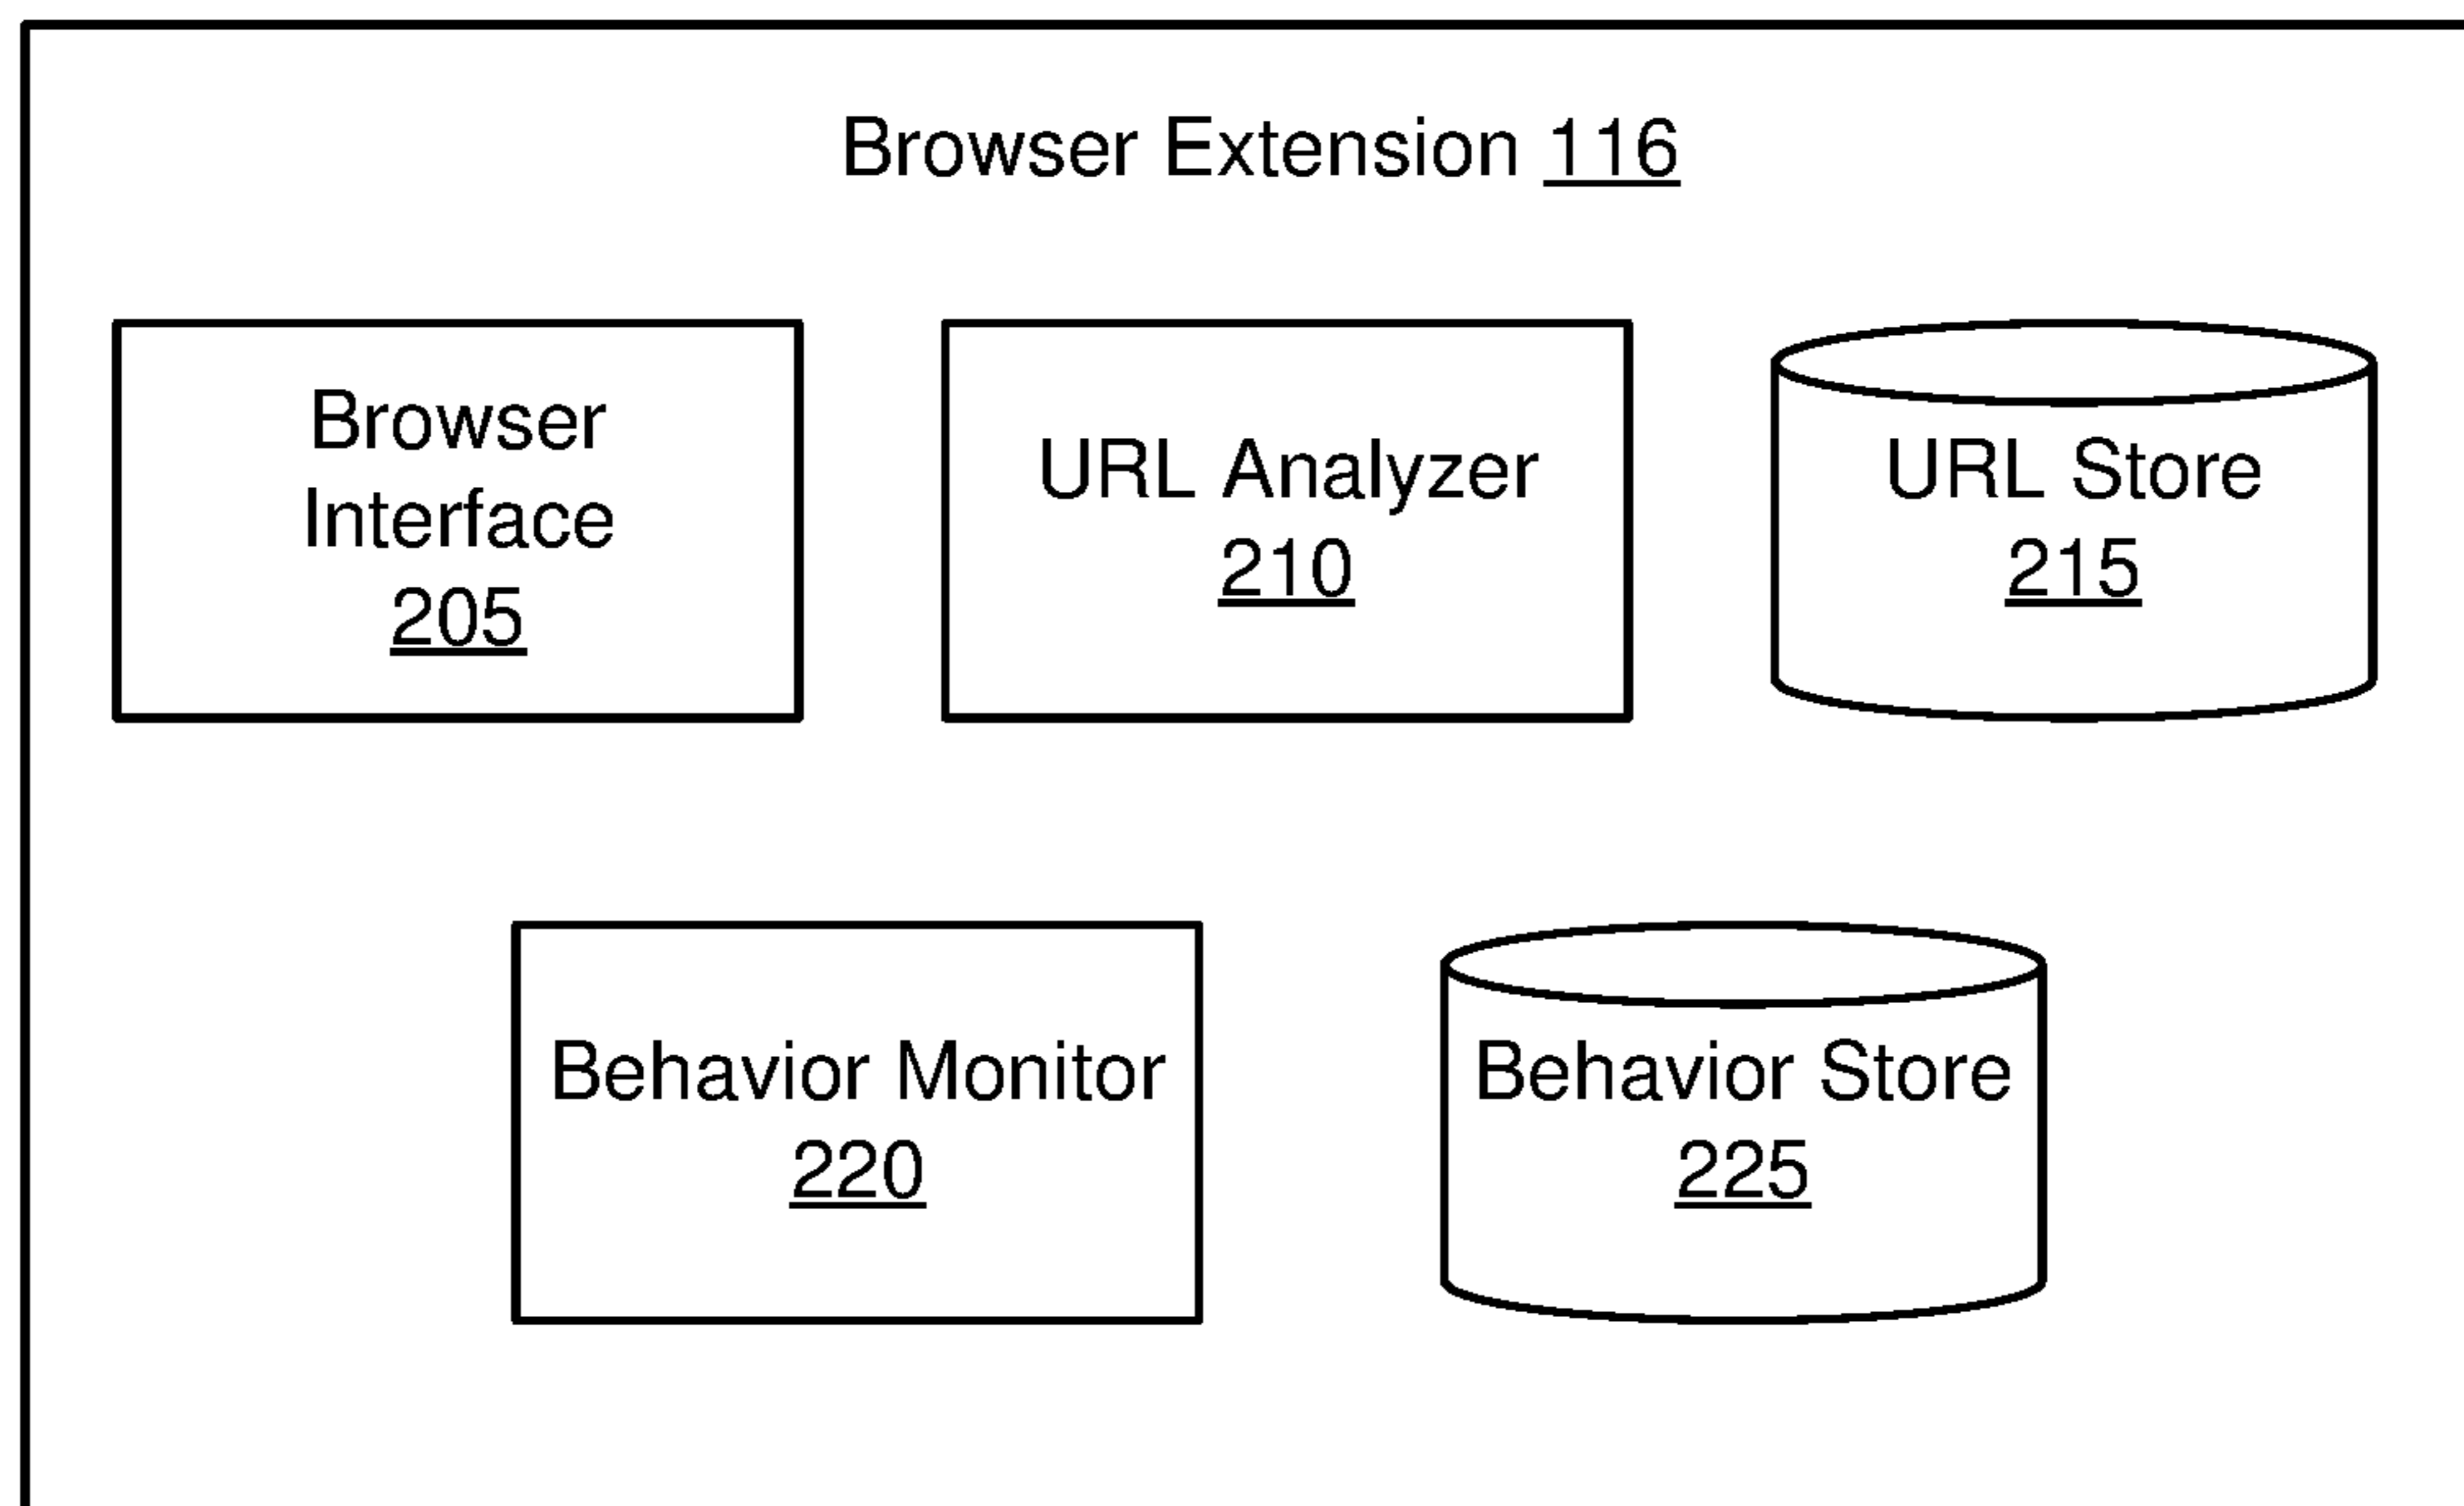 Browser Extension 116
Browser
Interface
205
URL Analyzer
210
URL Store
215
Behavior Monitor
220
Behavior Store
225